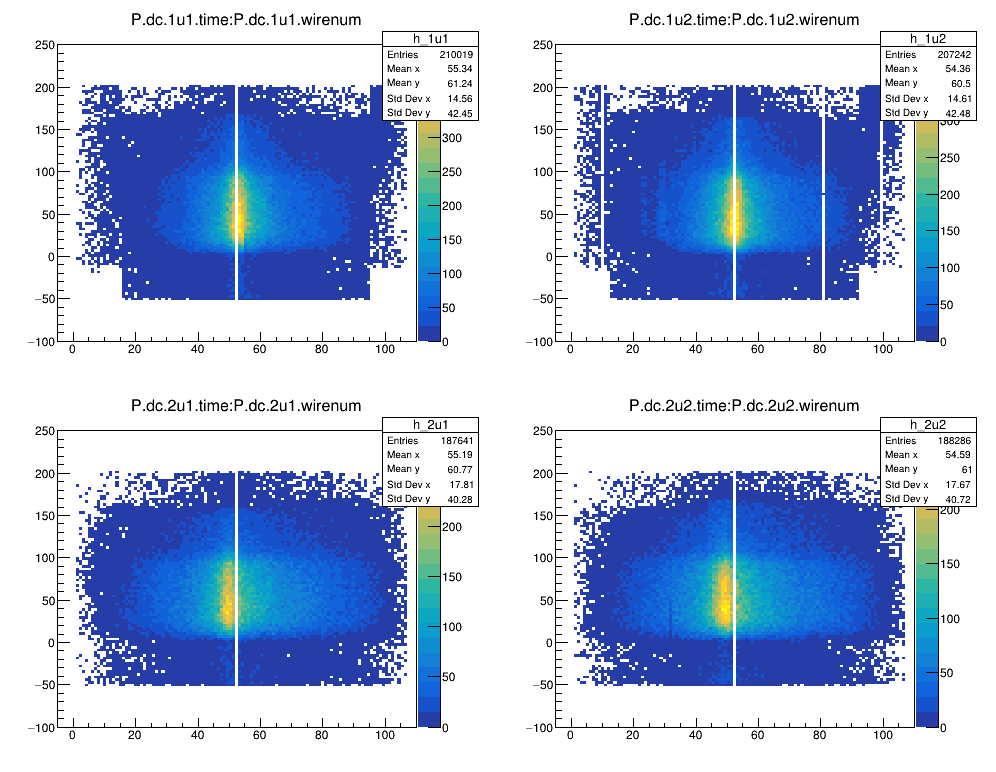 P.dc.1u1.time:P.dc.1u1.wirenum
h_1u1
Entries 210019
Mean x 55.34
Mean y 61.24
Std Dev x 14.56
Std Dev y 42.45
250
200
150
100
50
0
−50
−100
0 20 40 60 80 100
300
250
200
150
100
50
0
P.dc.1u2.time:P.dc.1u2.wirenum
h_1u2
Entries 207242
Mean x 54.36
Mean y 60.5
Std Dev x 14.61
Std Dev y 42.48
250
200
150
100
50
0
−50
−100
0 20 40 60 80 100
300
250
200
150
100
50
0
P.dc.2u1.time:P.dc.2u1.wirenum
h_2u1
Entries 187641
Mean x 55.19
Mean y 60.77
Std Dev x 17.81
Std Dev y 40.28
250
200
150
100
50
0
−50
−100
0 20 40 60 80 100
200
150
100
50
0
P.dc.2u2.time:P.dc.2u2.wirenum
h_2u2
Entries 188286
Mean x 54.59
Mean y 61
Std Dev x 17.67
Std Dev y 40.72
250
200
150
100
50
0
−50
−100
0 20 40 60 80 100
200
150
100
50
0